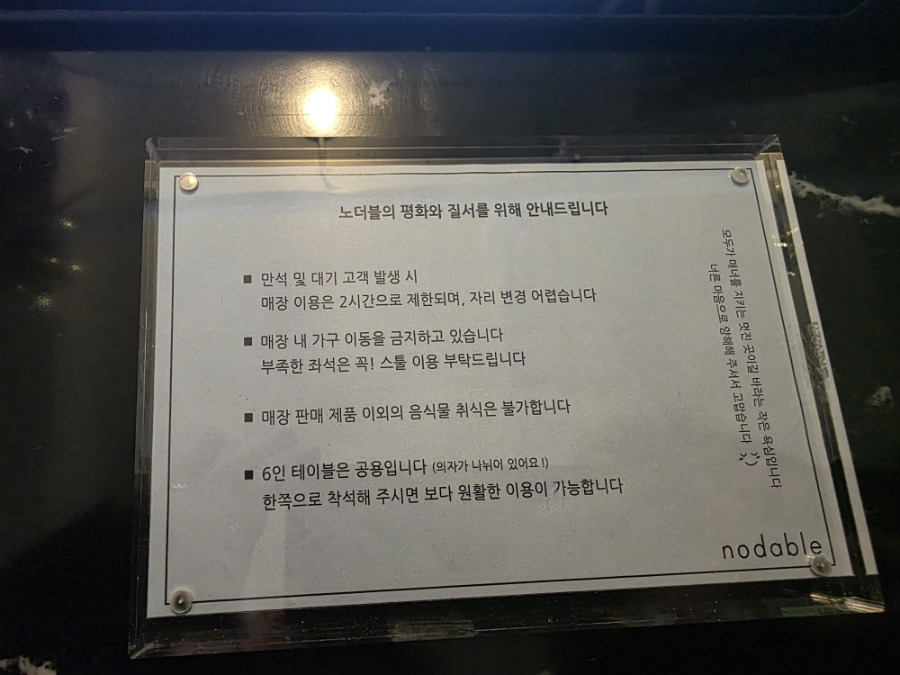 노더블의 평화와 질서를 위해 안내드립니다
■ 만석 및 대기 고객 발생 시
매장 이용은 2시간으로 제한되며, 자리 변경 어렵습니다
■ 매장 내 가구 이동을 금지하고 있습니다
부족한 좌석은 꼭! 스툴 이용 부탁드립니다
■ 매장 판매 제품 이외의 음식물 취식은 불가합니다
■ 6인 테이블은 공용입니다 (의자가 나뉘어 있어요!)
한쪽으로 착석해 주시면 보다 원활한 이용이 가능합니다
모두가 매너를 지키는 멋진 곳이길 바라는 작은 욕심입니다
너른 마음으로 양해해 주셔서 고맙습니다 :)
nodable